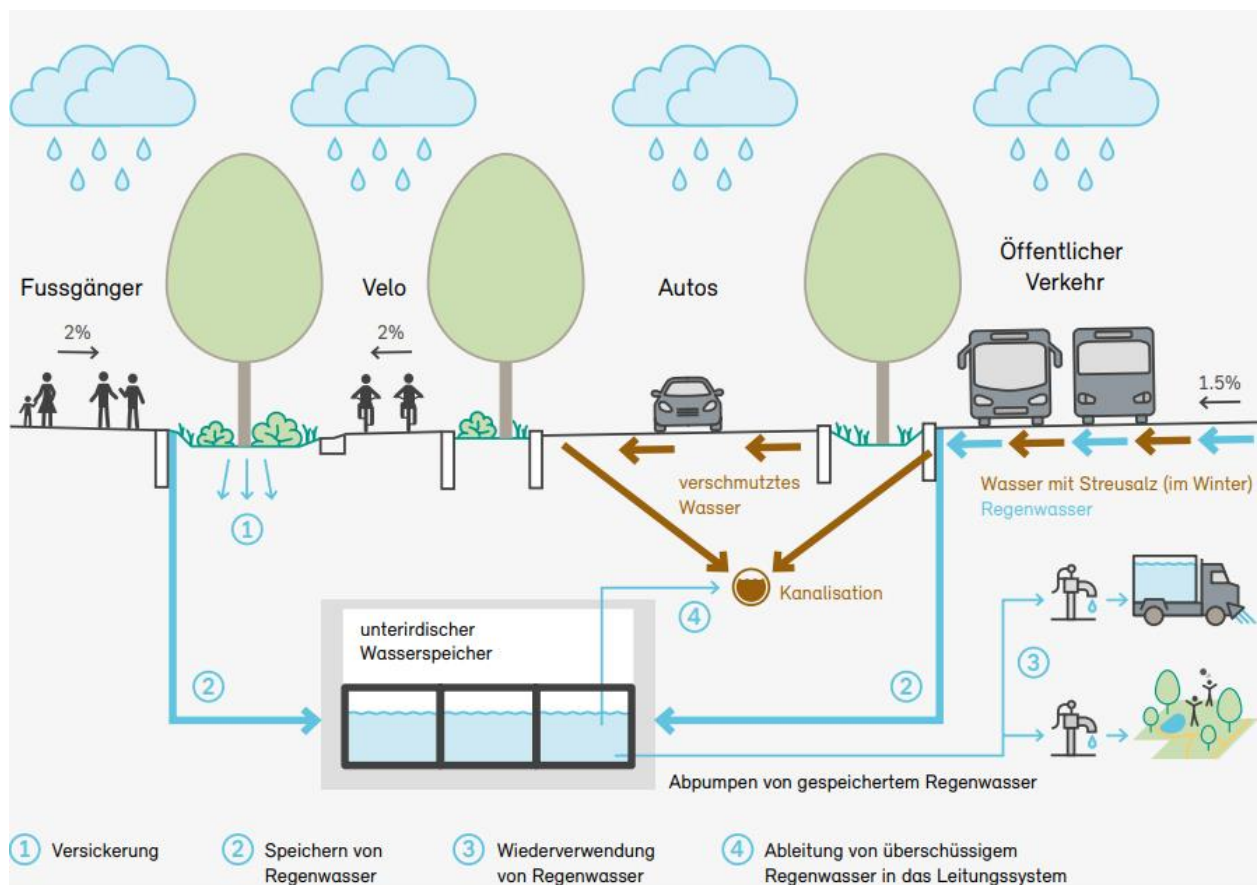 Fussgänger
Velo
Autos
Öffentlicher
Verkehr
2%
2%
1.5%
verschmutztes
Wasser
Wasser mit Streusalz (im Winter)
Regenwasser
1
Kanalisation
4
unterirdischer
Wasserspeicher
2
2
3
Abpumpen von gespeichertem Regenwasser
1 Versickerung
2 Speichern von
Regenwasser
3 Wiederverwendung
von Regenwasser
4 Ableitung von überschüssigem
Regenwasser in das Leitungssystem